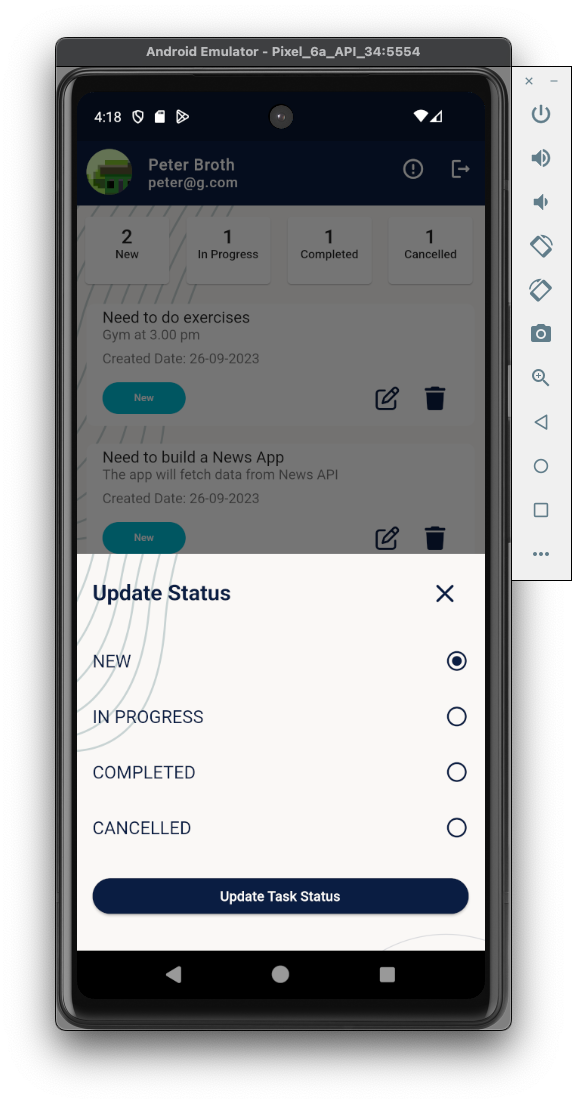 Android Emulator - Pixel_6a_API_34:5554
4:18
Peter Broth
peter@g.com
2
New
1
In Progress
1
Completed
1
Cancelled
Need to do exercises
Gym at 3.00 pm
Created Date: 26-09-2023
New
Need to build a News App
The app will fetch data from News API
Created Date: 26-09-2023
New
Update Status
NEW
IN PROGRESS
COMPLETED
CANCELLED
Update Task Status